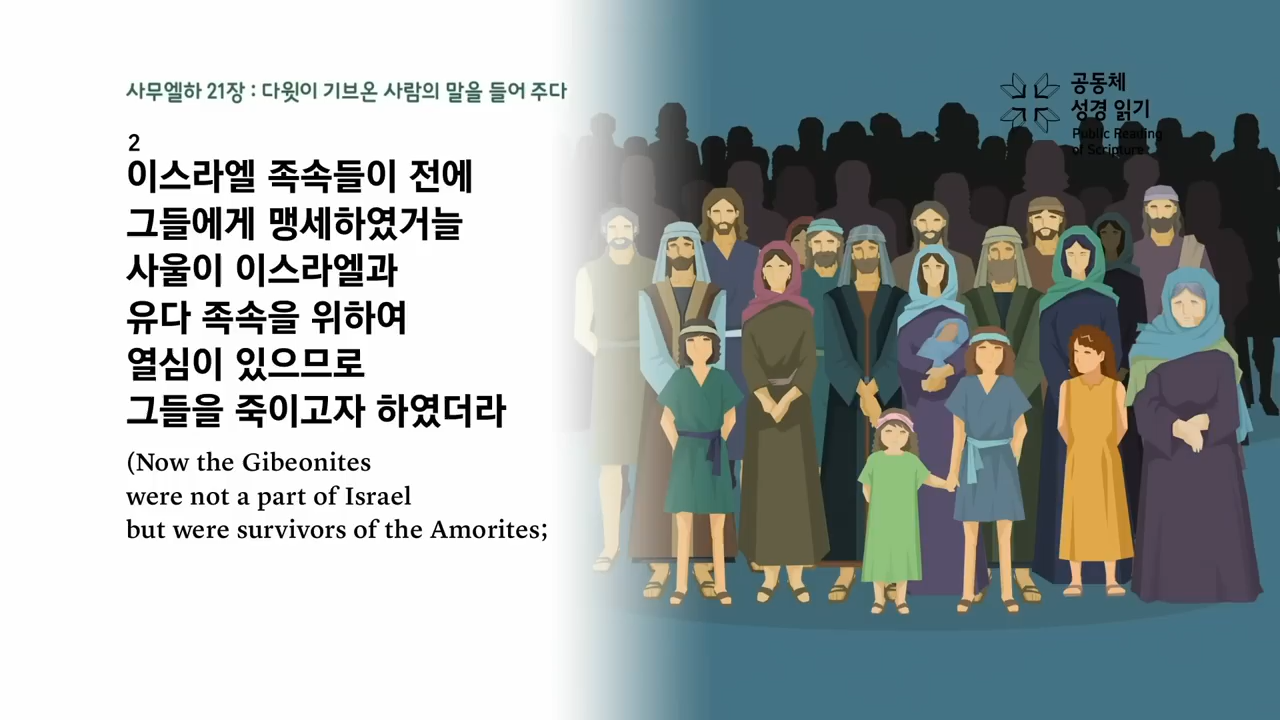 사무엘하 21장 : 다윗이 기브온 사람의 말을 들어 주다
2
이스라엘 족속들이 전에
그들에게 맹세하였거늘
사울이 이스라엘과
유다 족속을 위하여
열심이 있으므로
그들을 죽이고자 하였더라
(Now the Gibeonites
were not a part of Israel
but were survivors of the Amorites;
공동체
성경 읽기
Public Reading
of Scripture